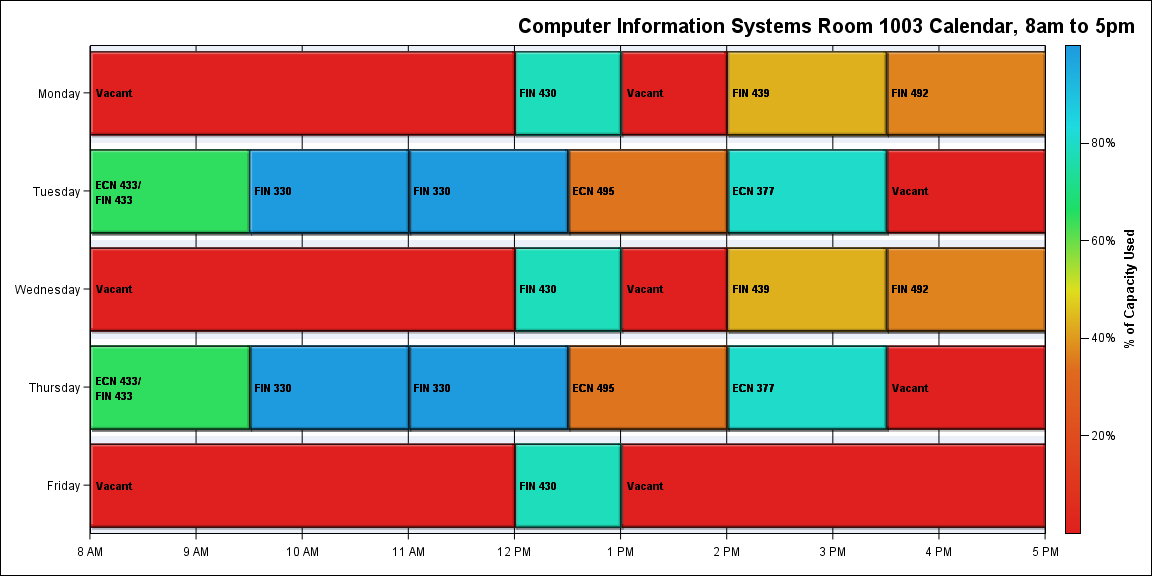 Computer Information Systems Room 1003 Calendar, 8am to 5pm
Monday
Vacant
FIN 430
Vacant
FIN 439
FIN 492
Tuesday
ECN 433/
FIN 433
FIN 330
FIN 330
ECN 495
ECN 377
Vacant
Wednesday
Vacant
FIN 430
Vacant
FIN 439
FIN 492
Thursday
ECN 433/
FIN 433
FIN 330
FIN 330
ECN 495
ECN 377
Vacant
Friday
Vacant
FIN 430
Vacant
8 AM
9 AM
10 AM
11 AM
12 PM
1 PM
2 PM
3 PM
4 PM
5 PM
80%
60%
40%
20%
% of Capacity Used